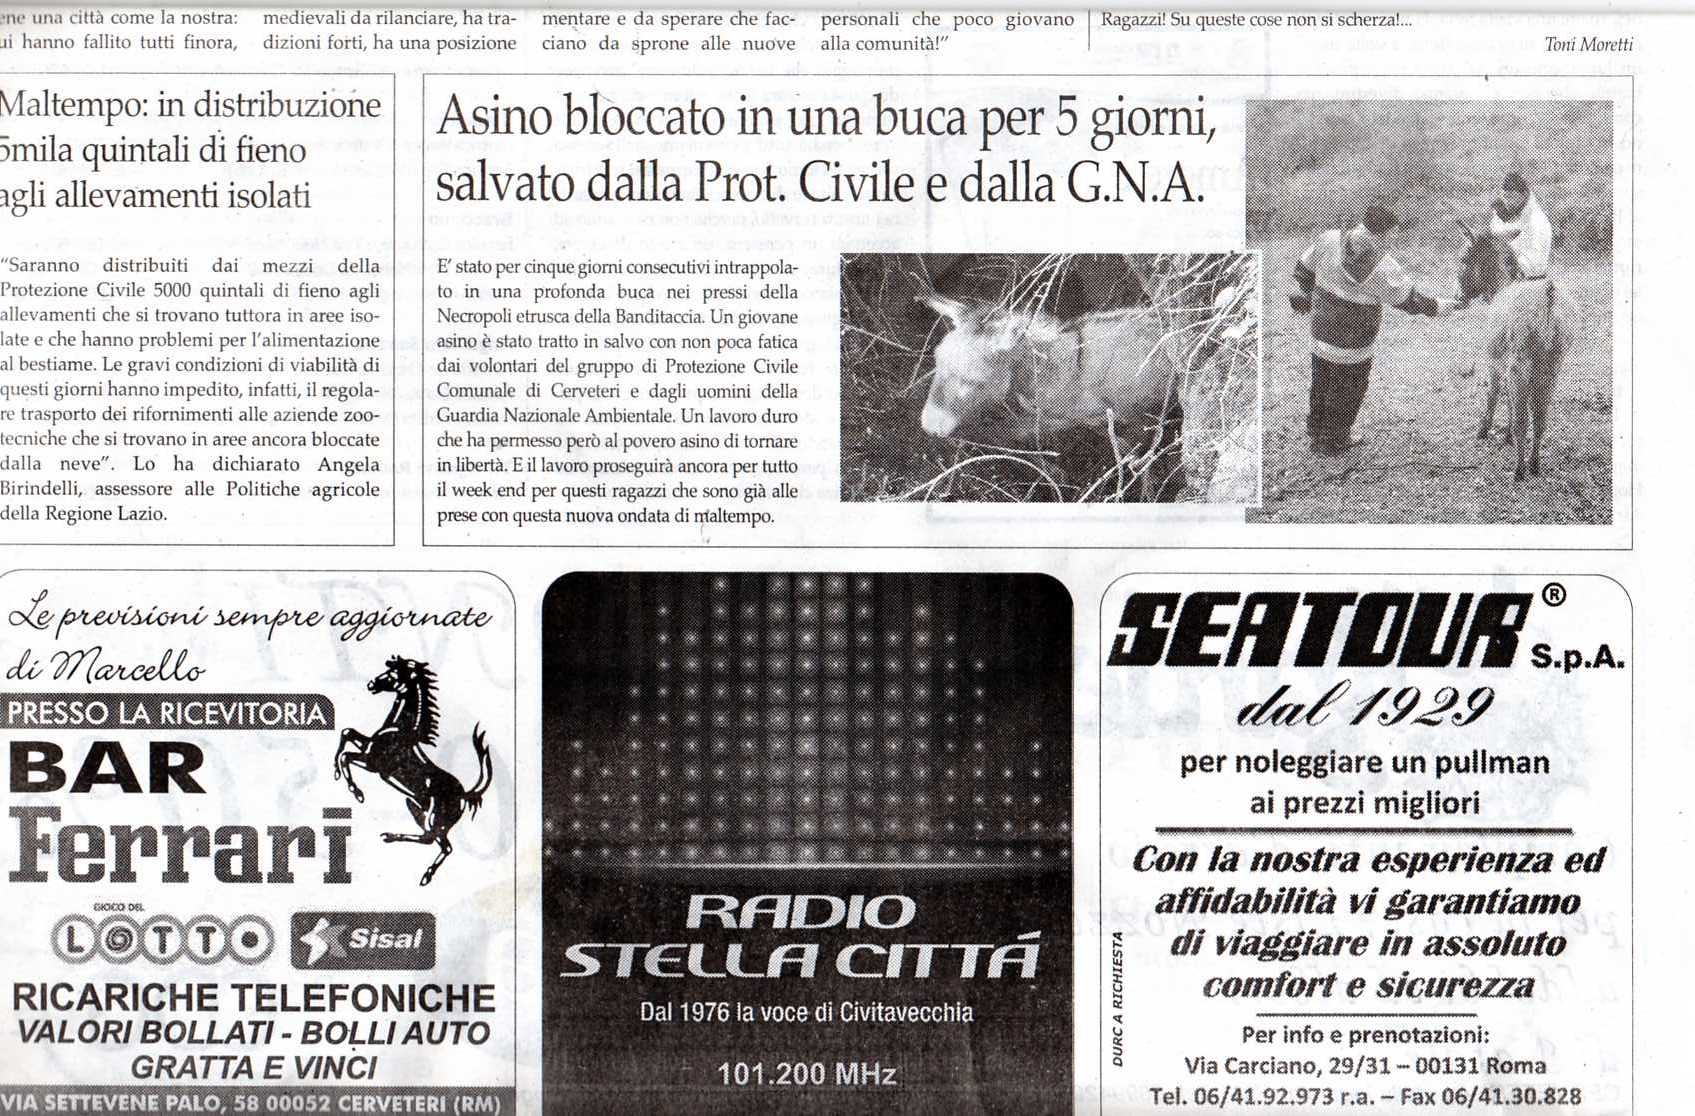 una città come la nostra:
hanno fallito tutti finora,
medievali da rilanciare, ha tra-
dizioni forti, ha una posizione
mentare e da sperare che fac-
ciano da sprone alle nuove
personali che poco giovano
alla comunità!”
Ragazzi! Su queste cose non si scherza!...
Toni Moretti
Maltempo: in distribuzione
5mila quintali di fieno
agli allevamenti isolati
“Saranno distribuiti dai mezzi della
Protezione Civile 5000 quintali di fieno agli
allevamenti che si trovano tuttora in aree iso-
late e che hanno problemi per l’alimentazione
al bestiame. Le gravi condizioni di viabilità di
questi giorni hanno impedito, infatti, il regola-
re trasporto dei rifornimenti alle aziende zoo-
tecniche che si trovano in aree ancora bloccate
dalla neve”. Lo ha dichiarato Angela
Birindelli, assessore alle Politiche agricole
della Regione Lazio.
Asino bloccato in una buca per 5 giorni,
salvato dalla Prot. Civile e dalla G.N.A.
E’ stato per cinque giorni consecutivi intrappola-
to in una profonda buca nei pressi della
Necropoli etrusca della Banditaccia. Un giovane
asino è stato tratto in salvo con non poca fatica
dai volontari del gruppo di Protezione Civile
Comunale di Cerveteri e dagli uomini della
Guardia Nazionale Ambientale. Un lavoro duro
che ha permesso però al povero asino di tornare
in libertà. E il lavoro proseguirà ancora per tutto
il week end per questi ragazzi che sono già alle
prese con questa nuova ondata di maltempo.
Le previsioni sempre aggiornate
di Marcello
PRESSO LA RICEVITORIA
BAR
Ferrari
GIOCO DEL
LOTTO
Sisal
RICARICHE TELEFONICHE
VALORI BOLLATI - BOLLI AUTO
GRATTA E VINCI
VIA SETTEVENE PALO, 58 00052 CERVETERI (RM)
RADIO
STELLA CITTÁ
Dal 1976 la voce di Civitavecchia
101.200 MHz
SEATOUR® S.p.A.
dal 1929
per noleggiare un pullman
ai prezzi migliori
Con la nostra esperienza ed
affidabilità vi garantiamo
di viaggiare in assoluto
comfort e sicurezza
DURC A RICHIESTA
Per info e prenotazioni:
Via Carciano, 29/31 – 00131 Roma
Tel. 06/41.92.973 r.a. – Fax 06/41.30.828